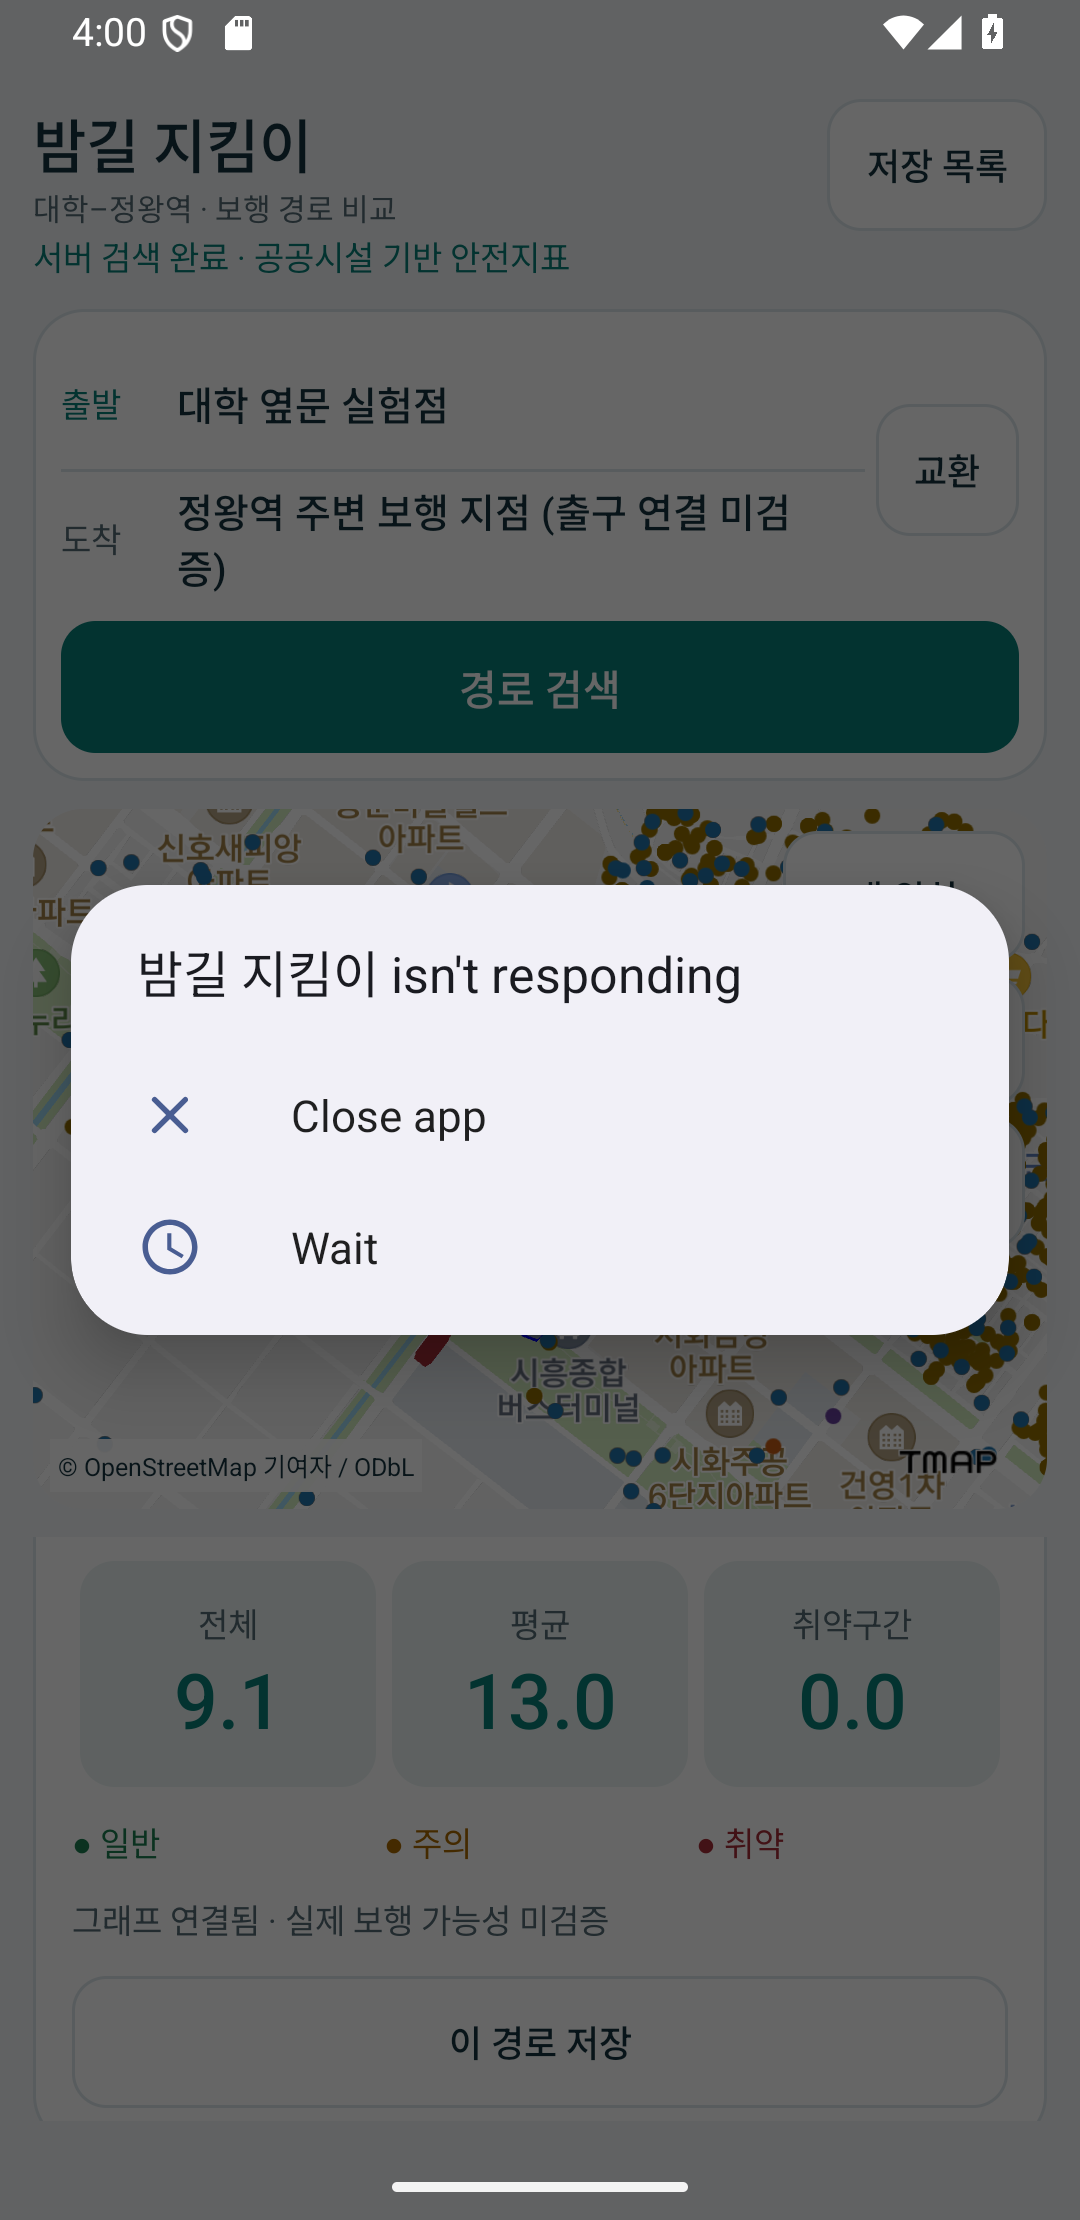 4:00
밤길 지킴이
저장 목록
대학–정왕역 · 보행 경로 비교
서버 검색 완료 · 공공시설 기반 안전지표
출발
대학 옆문 실험점
교환
도착
정왕역 주변 보행 지점 (출구 연결 미검
증)
경로 검색
아파트
신호새피앙
아파트
밤길 지킴이 isn't responding
Close app
Wait
아파트
시흥종합
버스터미널
시화주공
6단지아파트
건영1차
© OpenStreetMap 기여자 / ODbL
TMAP
전체
평균
취약구간
9.1
13.0
0.0
일반
주의
취약
그래프 연결됨 · 실제 보행 가능성 미검증
이 경로 저장